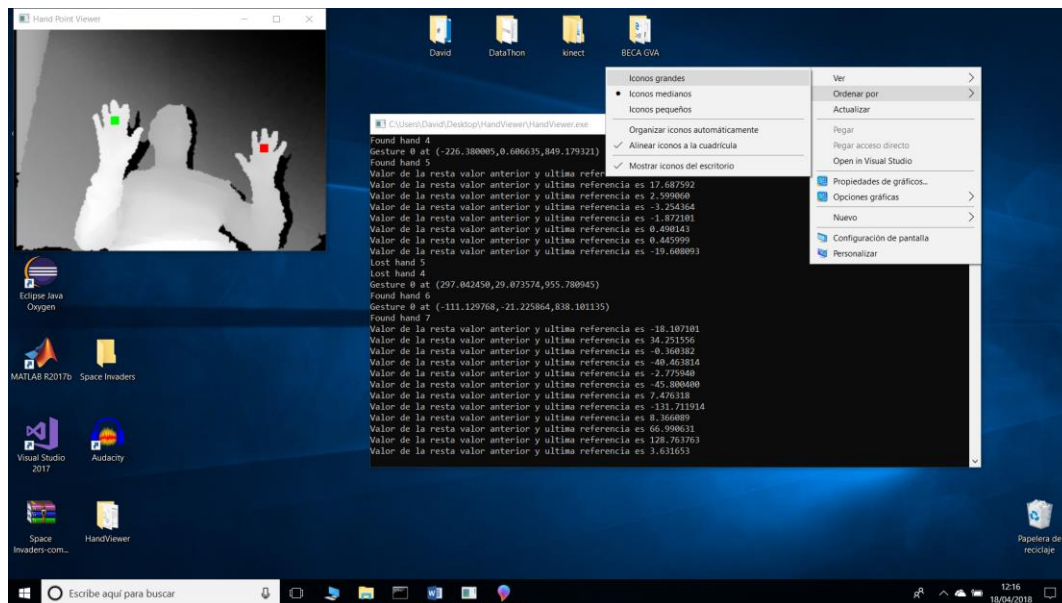 Hand Point Viewer
David
DataThon
kinect
BECA GVA
Iconos grandes
Iconos medianos
Iconos pequeños
Organizar iconos automáticamente
Alinear iconos a la cuadrícula
Mostrar iconos del escritorio
Ver
Ordenar por
Actualizar
Pegar
Pegar acceso directo
Open in Visual Studio
Propiedades de gráficos...
Opciones gráficas
Nuevo
Configuración de pantalla
Personalizar
C:\Users\David\Desktop\HandViewer\HandViewer.exe
Found hand 4
Gesture 0 at (-226.380005,0.606635,849.179321)
Found hand 5
Valor de la resta valor anterior y ultima refer
Valor de la resta valor anterior y ultima referencia es 17.687592
Valor de la resta valor anterior y ultima referencia es 2.599060
Valor de la resta valor anterior y ultima referencia es -3.254364
Valor de la resta valor anterior y ultima referencia es -1.872101
Valor de la resta valor anterior y ultima referencia es 0.490143
Valor de la resta valor anterior y ultima referencia es 0.445999
Valor de la resta valor anterior y ultima referencia es -19.608093
Lost hand 5
Lost hand 4
Gesture 0 at (297.042450,29.073574,955.780945)
Found hand 6
Gesture 0 at (-111.129768,-21.225864,838.101135)
Found hand 7
Valor de la resta valor anterior y ultima referencia es -18.107101
Valor de la resta valor anterior y ultima referencia es 34.251556
Valor de la resta valor anterior y ultima referencia es -0.360382
Valor de la resta valor anterior y ultima referencia es -40.463814
Valor de la resta valor anterior y ultima referencia es -2.775940
Valor de la resta valor anterior y ultima referencia es -45.800400
Valor de la resta valor anterior y ultima referencia es 7.476318
Valor de la resta valor anterior y ultima referencia es -131.711914
Valor de la resta valor anterior y ultima referencia es 8.366089
Valor de la resta valor anterior y ultima referencia es 66.990631
Valor de la resta valor anterior y ultima referencia es 128.763763
Valor de la resta valor anterior y ultima referencia es 3.631653
Eclipse Java
Oxygen
MATLAB R2017b
Space Invaders
Visual Studio
2017
Audacity
Space
Invaders-com...
HandViewer
Papelera de
reciclaje
Escribe aquí para buscar
12:16
18/04/2018